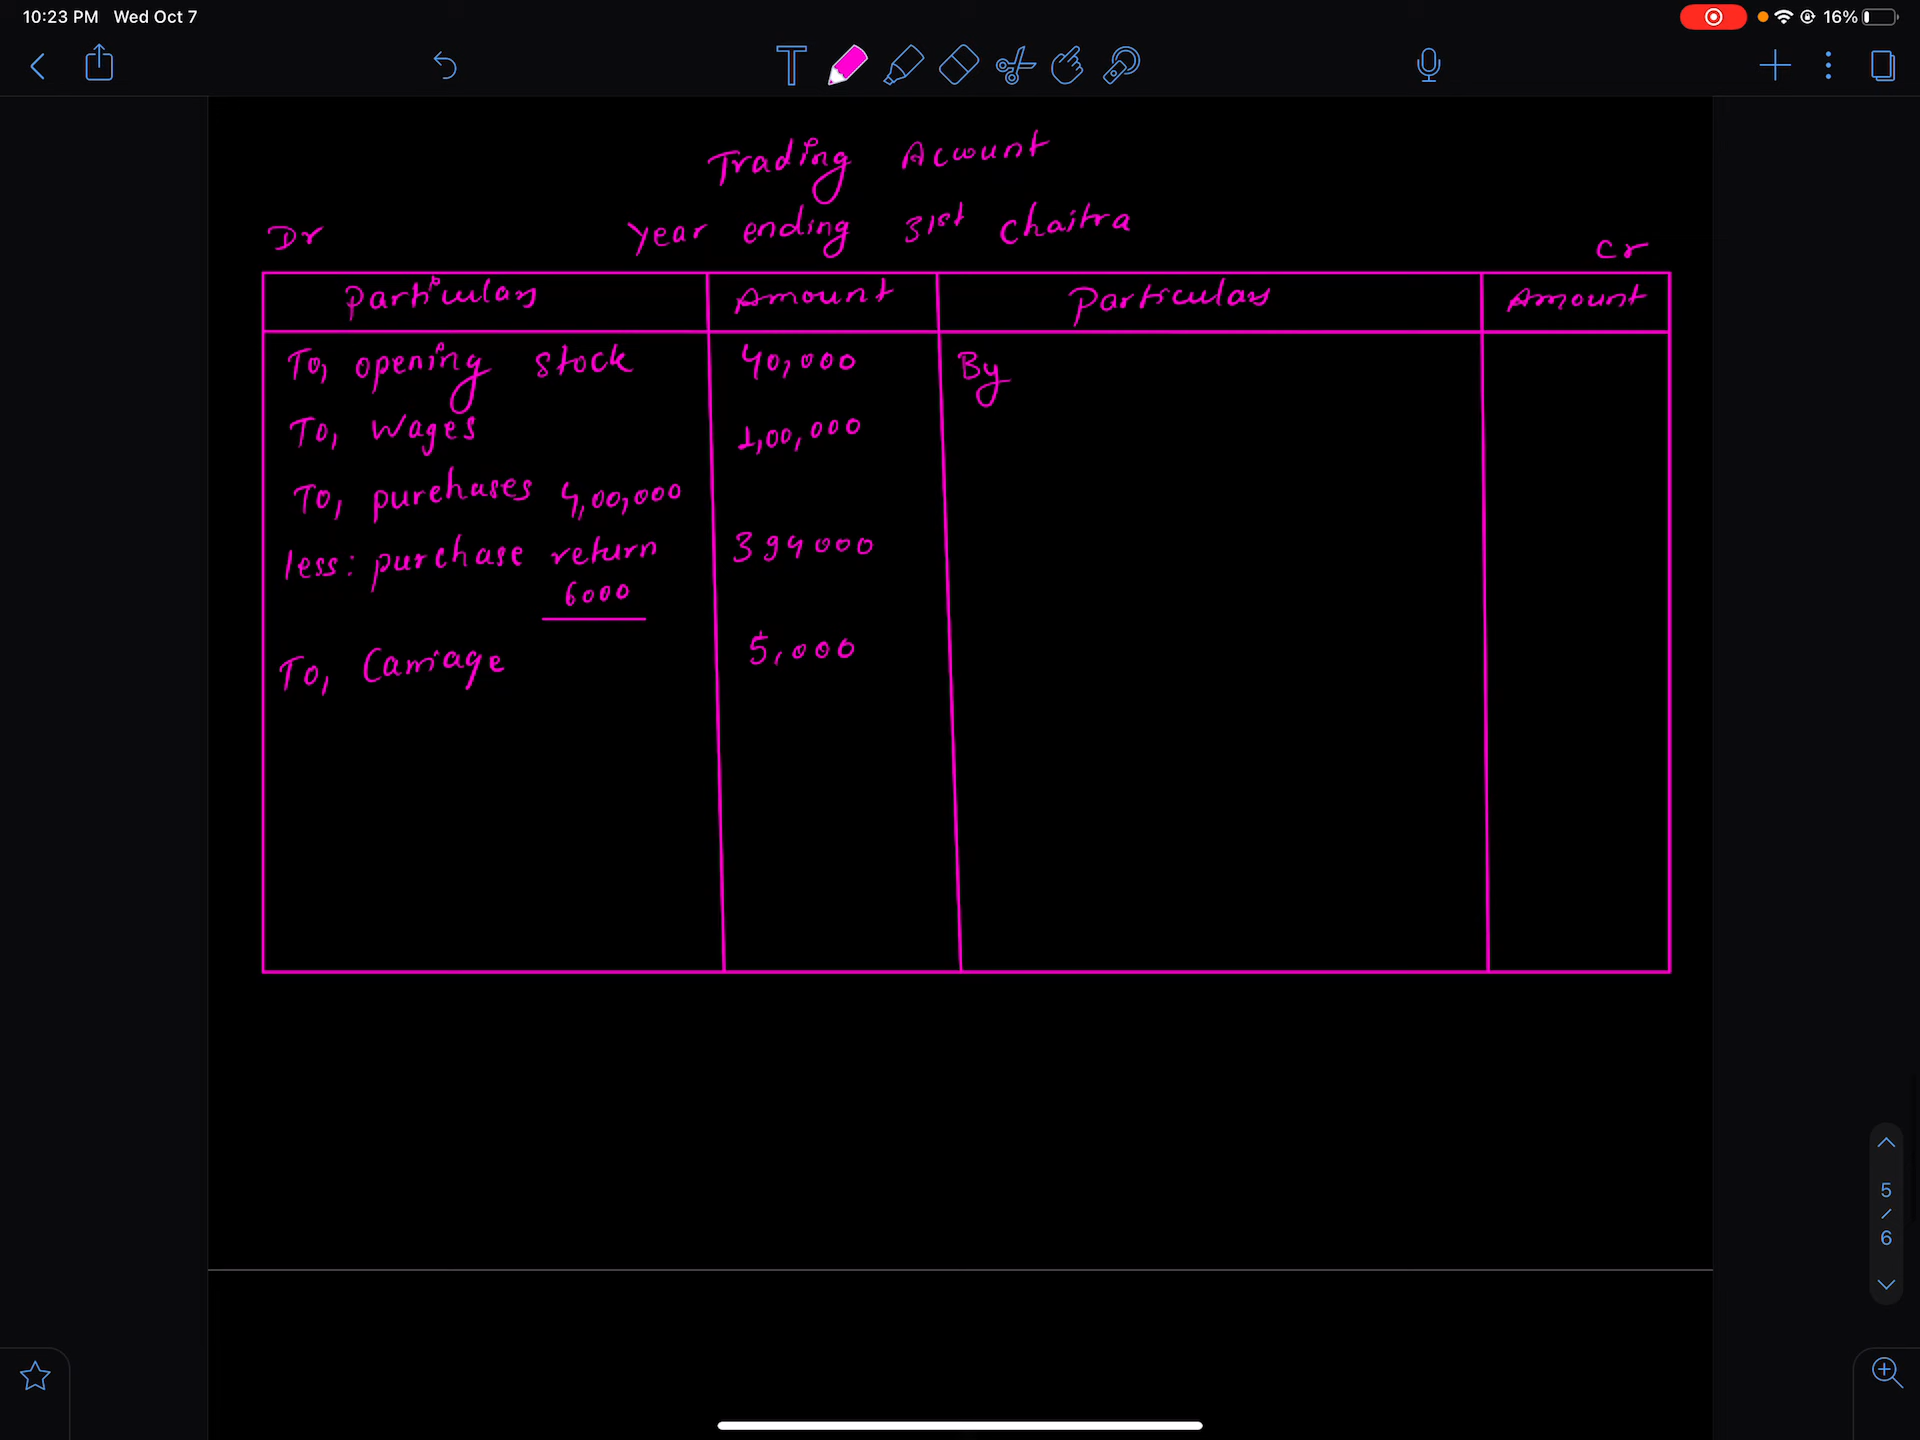 10:23 PM Wed Oct 7
16%
Trading Account
Year ending 31st Chaitra
Dr
Cr
Particulars Amount Particulars Amount
To, opening stock 40,000 By
To, Wages 1,00,000
To, purchases 4,00,000
less: purchase return 394000
6000
To, Carriage 5,000
5
/
6